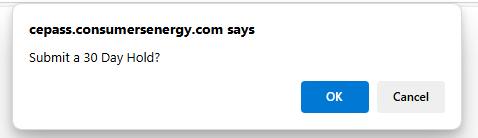 cepass.consumersenergy.com says
Submit a 30 Day Hold?
OK
Cancel